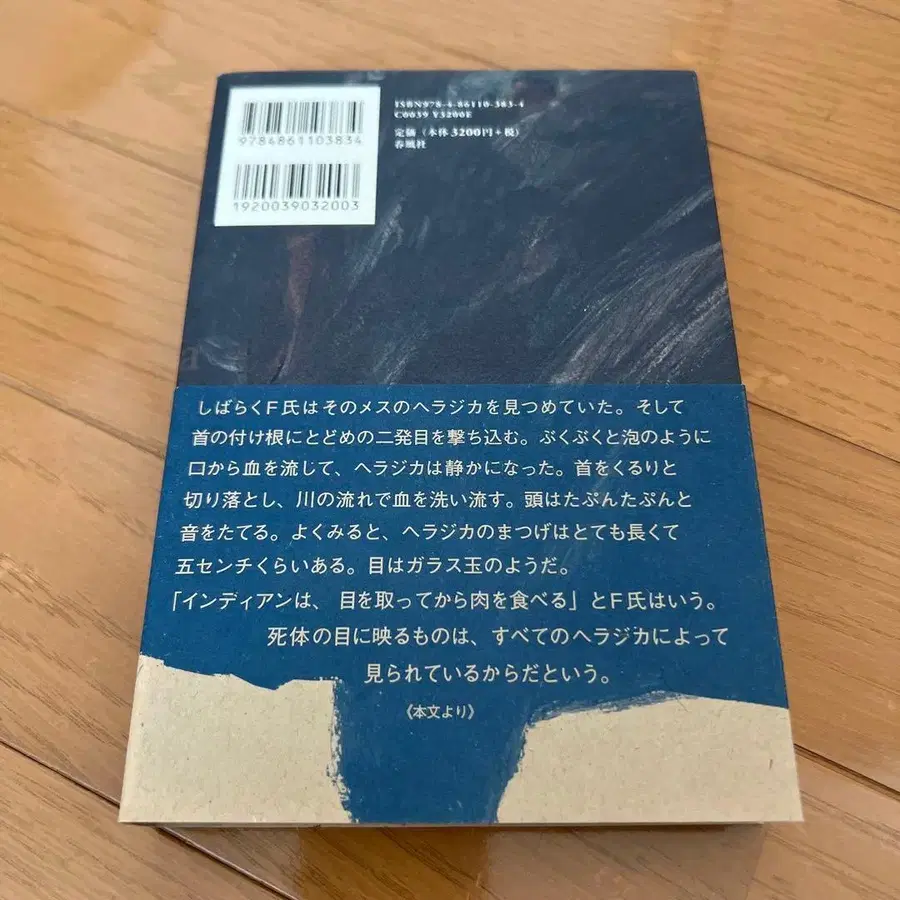 9784861103834
1920039032003
ISBN978-4-86110-383-4
C0039 ¥3200E
定価（本体3200円+税）
春風社
a
しばらくF氏はそのメスのヘラジカを見つめていた。そして
首の付け根にとどめの二発目を撃ち込む。ぶくぶくと泡のように
口から血を流して、ヘラジカは静かになった。首をくるりと
切り落とし、川の流れで血を洗い流す。頭はたぷんたぷんと
音をたてる。よくみると、ヘラジカのまつげはとても長くて
五センチくらいある。目はガラス玉のようだ。
「インディアンは、目を取ってから肉を食べる」とF氏はいう。
死体の目に映るものは、すべてのヘラジカによって
見られているからだという。
《本文より》